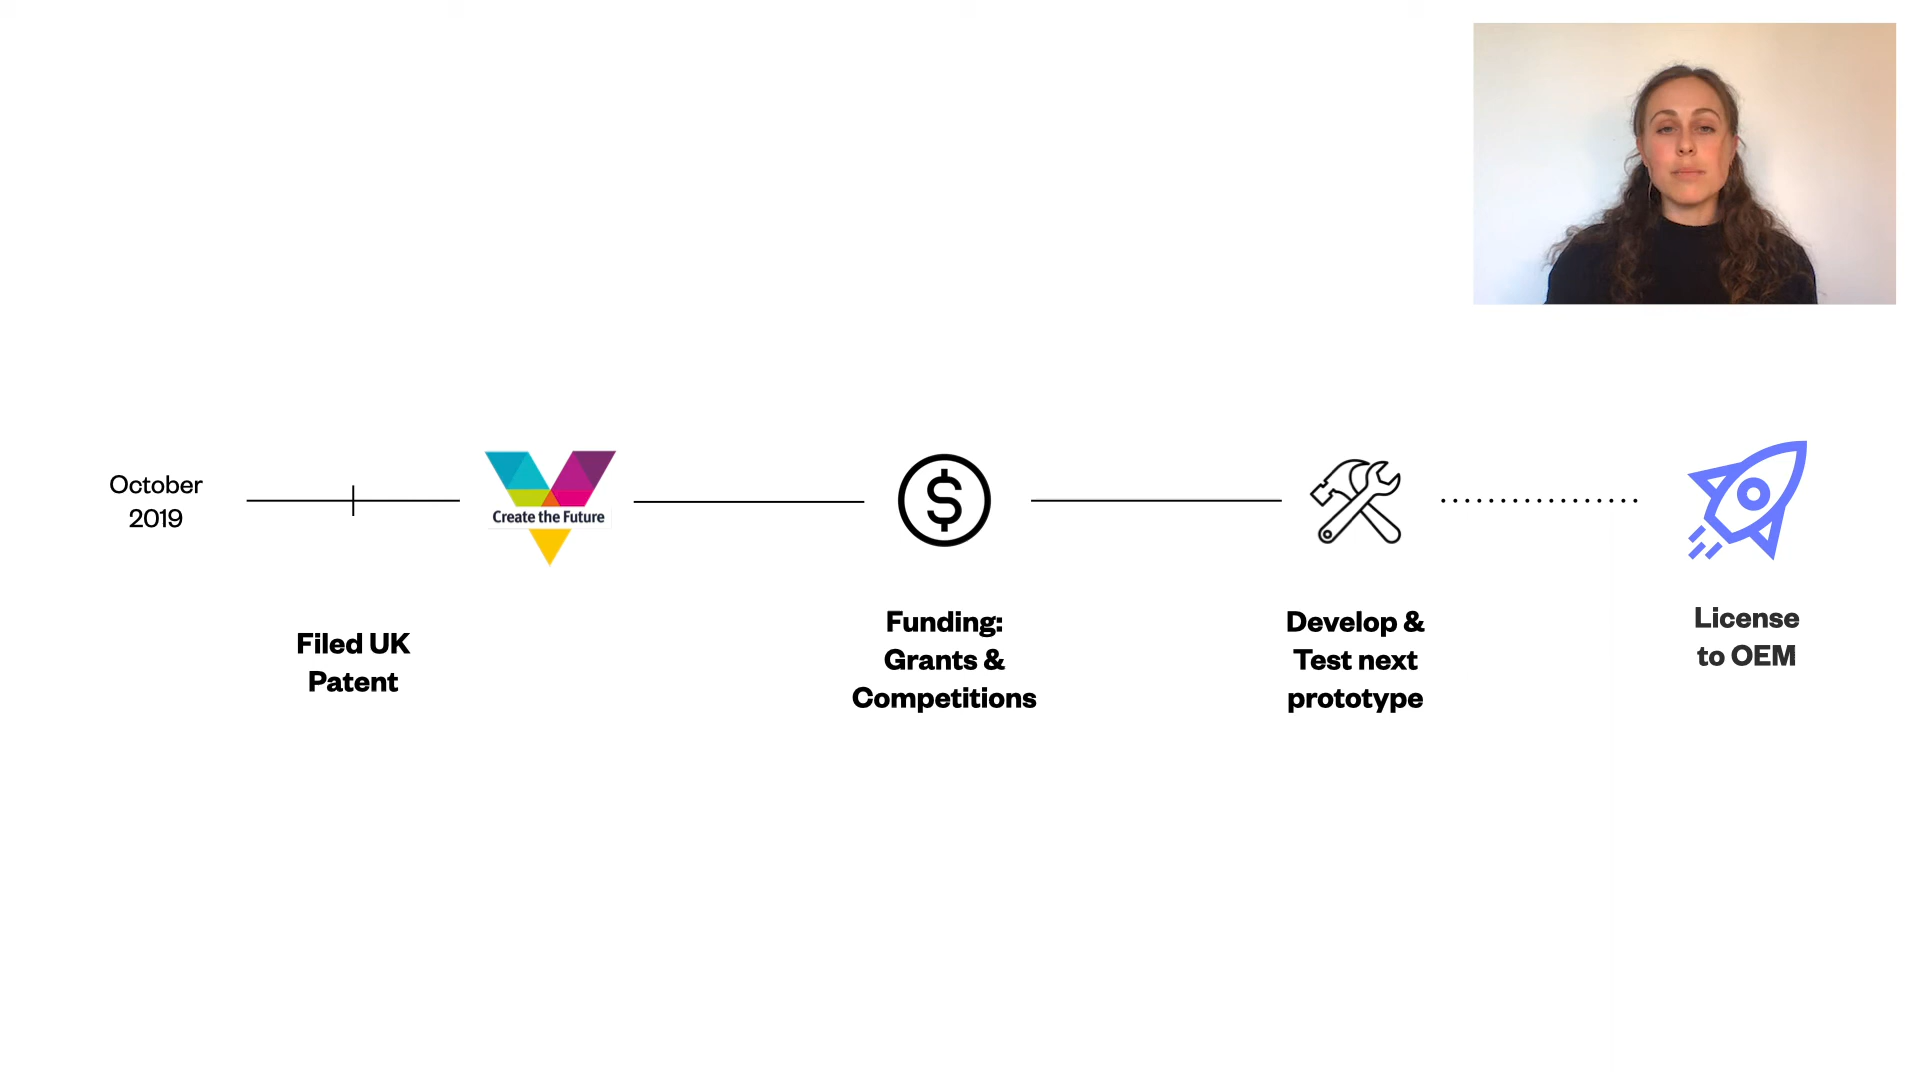 October
2019
Create the Future
Filed UK
Patent
Funding:
Grants &
Competitions
Develop &
Test next
prototype
License
to OEM